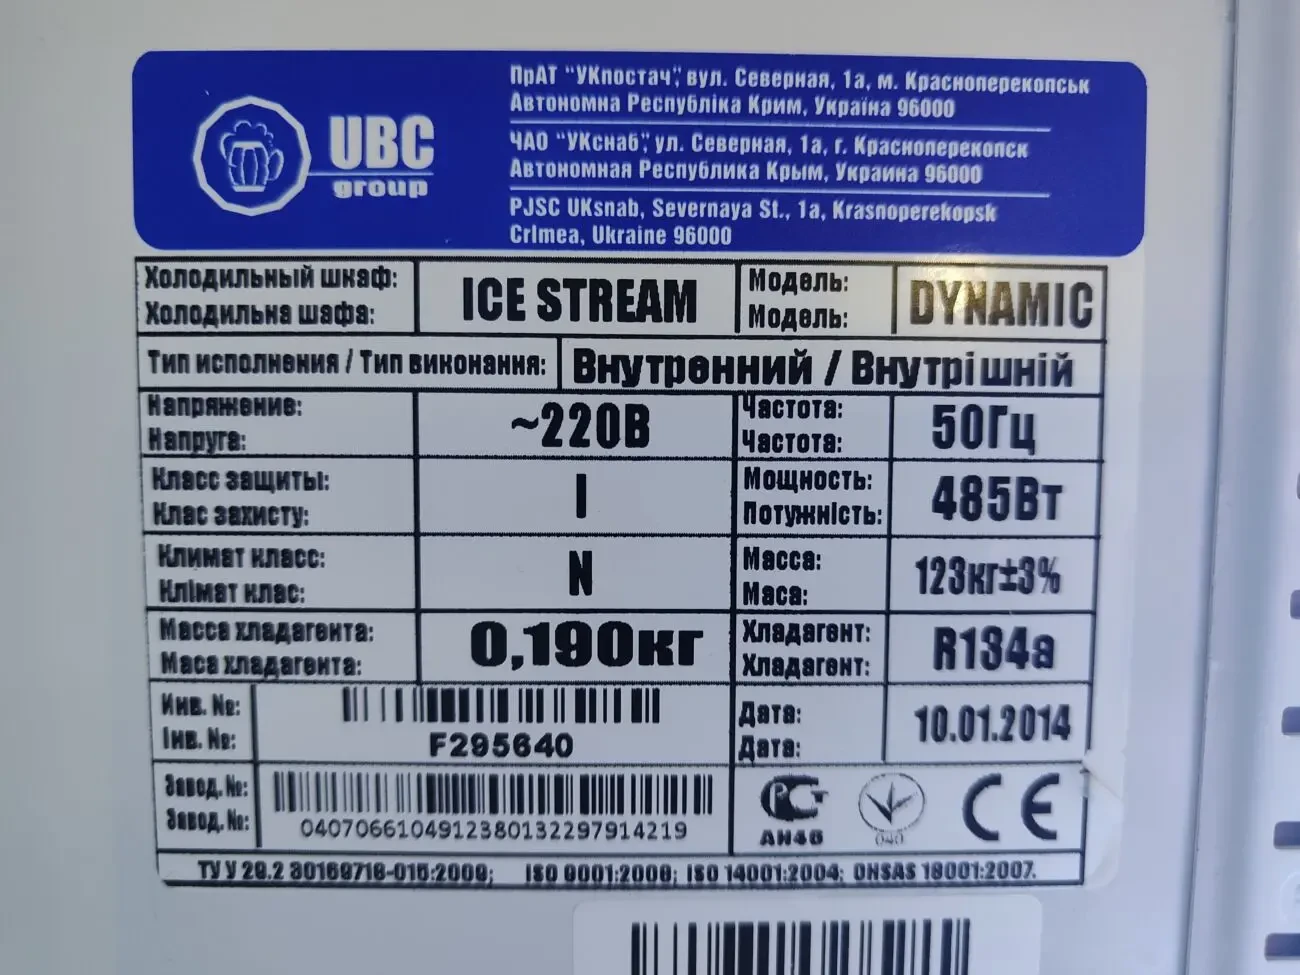 UBC
group
ПрАТ "УКпостач", вул. Северная, 1а, м. Красноперекопськ
Автономна Республіка Крим, Україна 96000
ЧАО "УКснаб", ул. Северная, 1а, г. Красноперекопск
Автономная Республика Крым, Украина 96000
PJSC UKsnab, Severnaya St., 1a, Krasnoperekopsk
CrImea, Ukraine 96000
Холодильный шкаф:
Холодильна шафа:
ICE STREAM
Модель:
Модель:
DYNAMIC
Тип исполнения / Тип виконання:
Внутренний / Внутрішній
Напряжение:
Напруга:
~220В
Частота:
Частота:
50Гц
Класс защиты:
Клас захисту:
I
Мощность:
Потужність:
485Вт
Климат класс:
Клімат клас:
N
Масса:
Маса:
123кг±3%
Масса хладагента:
Маса хладагента:
0,190кг
Хладагент:
Хладагент:
R134a
Инв. №:
Інв. №:
F295640
Дата:
Дата:
10.01.2014
Завод. №:
Завод. №:
0407066104912380132297914219
РСТ
АН46
040
CE
ТУ У 29.2 30169716-015:2009; ISO 9001:2008; ISO 14001:2004; OHSAS 18001:2007.